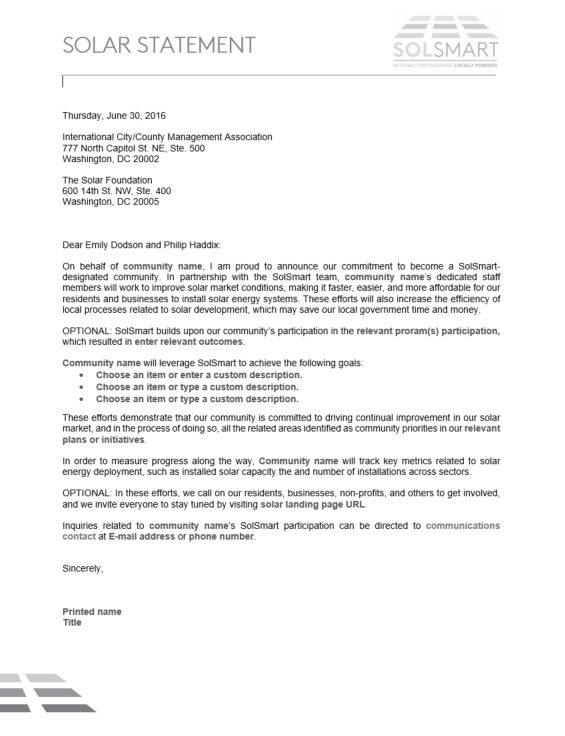 SOLAR STATEMENT
SOLSMART
NATIONALLY DISTINGUISHED. LOCALLY POWERED.
Thursday, June 30, 2016
International City/County Management Association
777 North Capitol St. NE, Ste. 500
Washington, DC 20002
The Solar Foundation
600 14th St. NW, Ste. 400
Washington, DC 20005
Dear Emily Dodson and Philip Haddix:
On behalf of community name, I am proud to announce our commitment to become a SolSmart-
designated community. In partnership with the SolSmart team, community name's dedicated staff
members will work to improve solar market conditions, making it faster, easier, and more affordable for our
residents and businesses to install solar energy systems. These efforts will also increase the efficiency of
local processes related to solar development, which may save our local government time and money.
OPTIONAL: SolSmart builds upon our community's participation in the relevant proram(s) participation,
which resulted in enter relevant outcomes.
Community name will leverage SolSmart to achieve the following goals:
• Choose an item or enter a custom description.
• Choose an item or type a custom description.
• Choose an item or type a custom description.
These efforts demonstrate that our community is committed to driving continual improvement in our solar
market, and in the process of doing so, all the related areas identified as community priorities in our relevant
plans or initiatives.
In order to measure progress along the way, Community name will track key metrics related to solar
energy deployment, such as installed solar capacity the and number of installations across sectors.
OPTIONAL: In these efforts, we call on our residents, businesses, non-profits, and others to get involved,
and we invite everyone to stay tuned by visiting solar landing page URL.
Inquiries related to community name's SolSmart participation can be directed to communications
contact at E-mail address or phone number.
Sincerely,
Printed name
Title